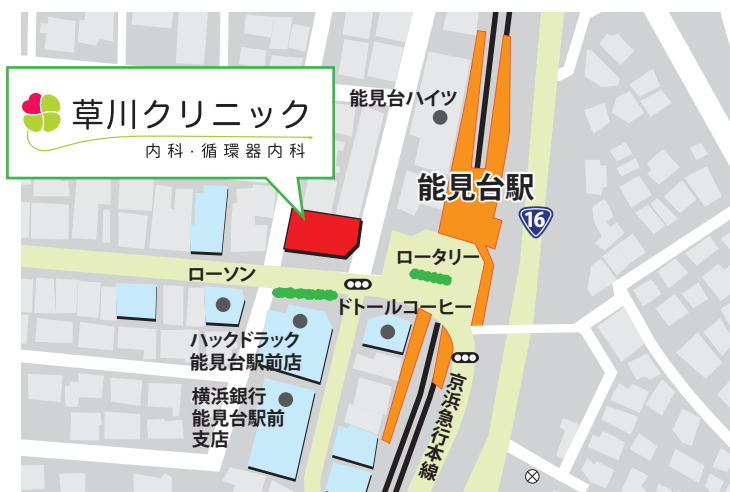 草川クリニック
内科・循環器内科
能見台ハイツ
能見台駅
16
ロータリー
ローソン
ドトールコーヒー
ハックドラック
能見台駅前店
横浜銀行
能見台駅前
支店
京浜急行本線